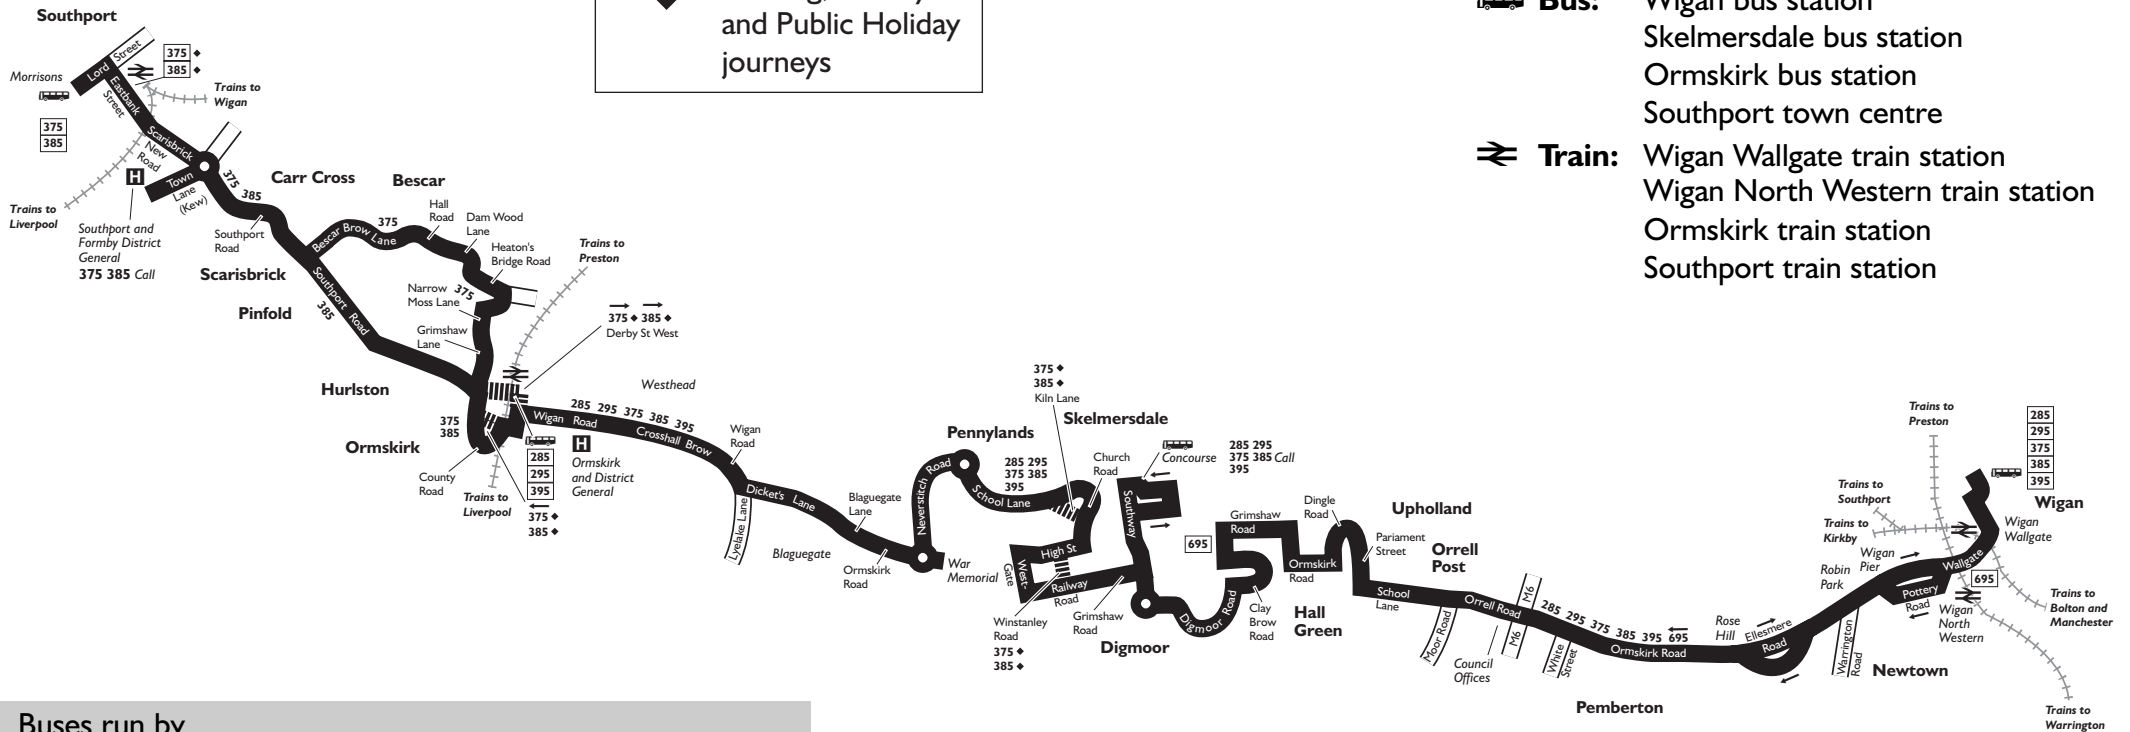 and Public Holiday
journeys
Bus:
Wigan bus station
Skelmersdale bus station
Ormskirk bus station
Southport town centre
Train:
Wigan Wallgate train station
Wigan North Western train station
Ormskirk train station
Southport train station
Southport
Lord Street
Morrisons
375
385
Eastbank
Street
375 ◆
385 ◆
Trains to
Wigan
Scarisbrick
New
Road
H
Town
Lane
(Kew)
Trains to
Liverpool
Southport and
Formby District
General
375 385 Call
375 385
Southport
Road
Carr Cross
Bescar
Scarisbrick
Pinfold
Bescar Brow Lane
375
Hall
Road
Dam Wood
Lane
Heaton's
Bridge Road
Trains to
Preston
Narrow
Moss Lane
375
Grimshaw
Lane
Southport Road
385
375 ◆ 385 ◆
Derby St West
Hurlston
375
385
Ormskirk
County
Road
Trains to
Liverpool
285
295
395
375 ◆
385 ◆
H
Ormskirk
and District
General
Westhead
285 295 375 385 395
Wigan Road
Crosshall Brow
Wigan
Road
Dicket's Lane
Lyelake Lane
Blaguegate
Lane
Blaguegate
Ormskirk
Road
War
Memorial
Neverstitch Road
Pennylands
285 295
375 385
395
School Lane
375 ◆
385 ◆
Kiln Lane
Skelmersdale
Church
Road
Concourse
285 295
375 385 Call
395
Southway
High St
West-
Gate
Railway
Road
Winstanley
Road
375 ◆
385 ◆
Grimshaw
Road
Digmoor
Digmoor Road
695
Grimshaw
Road
Clay
Brow
Road
Hall
Green
Ormskirk
Road
Dingle
Road
Upholland
Pariament
Street
Orrell
Post
School
Lane
Orrell Road
Moor Road
Council
Offices
M6
M6
White
Street
285 295 375 385 395 695
Ormskirk Road
Pemberton
Rose
Hill
Ellesmere
Road
Warrington
Road
Newtown
Robin
Park
Wigan
Pier
Pottery
Road
Wallgate
695
Wigan
North
Western
Wigan
Wallgate
Wigan
285
295
375
385
395
Trains to
Preston
Trains to
Southport
Trains to
Kirkby
Trains to
Bolton and
Manchester
Trains to
Warrington
Buses run by